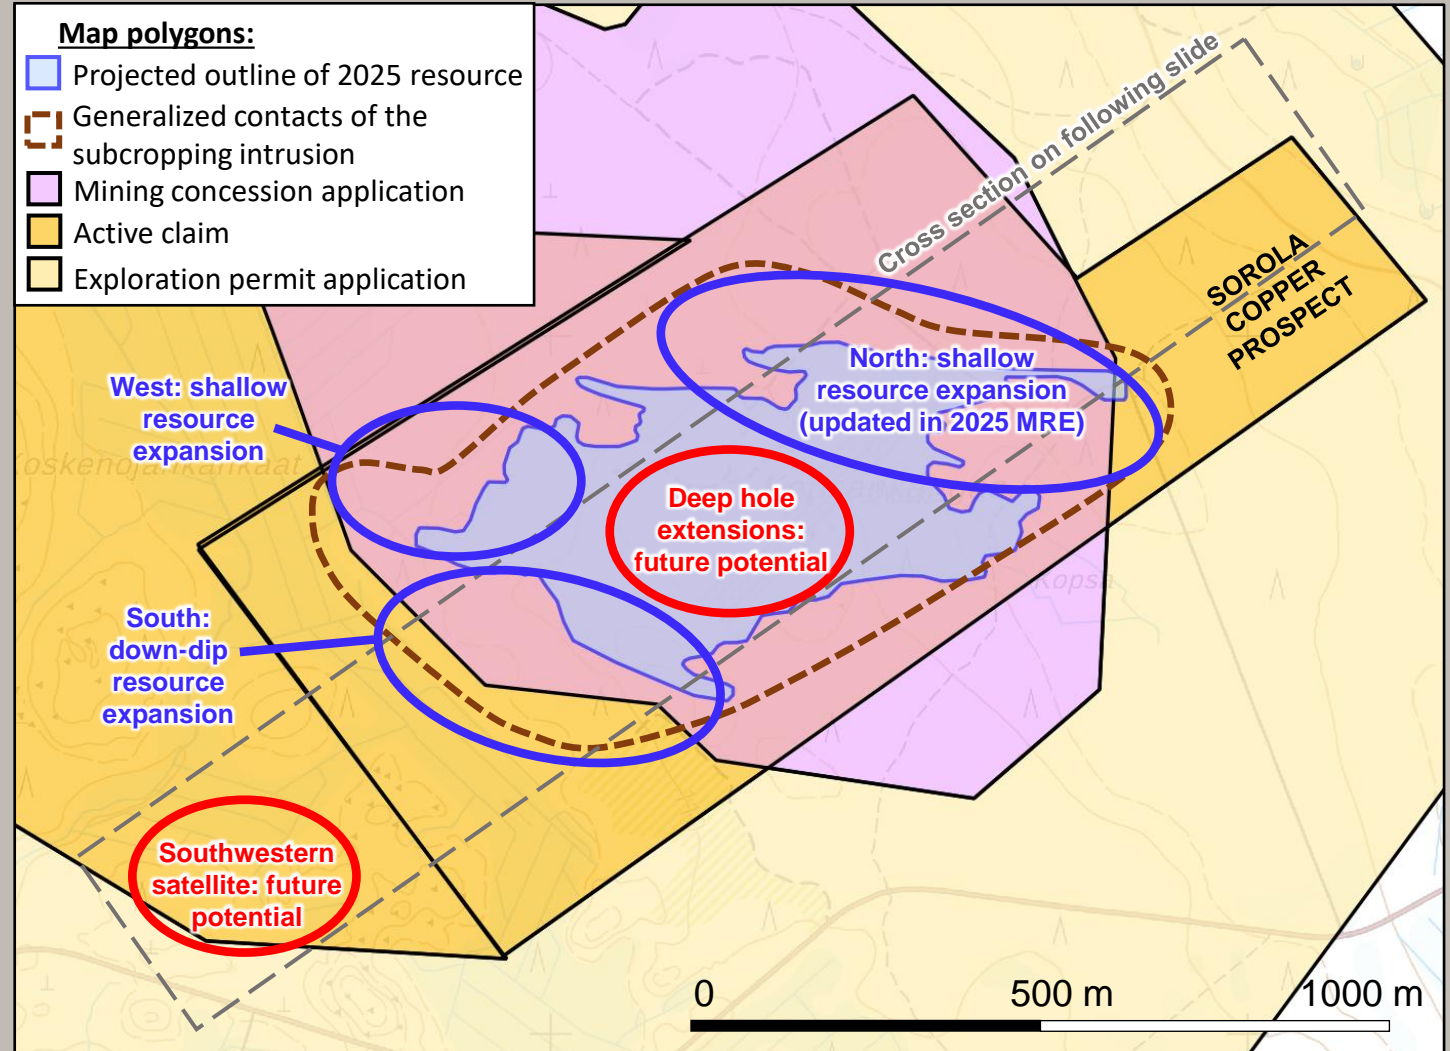 Map polygons:
Projected outline of 2025 resource
Generalized contacts of the
subcropping intrusion
Mining concession application
Active claim
Exploration permit application
Cross section on following slide
SOROLA
COPPER
PROSPECT
North: shallow
resource expansion
(updated in 2025 MRE)
West: shallow
resource
expansion
Deep hole
extensions:
future potential
Kopsa
South:
down-dip
resource
expansion
Southwestern
satellite: future
potential
0
500 m
1000 m